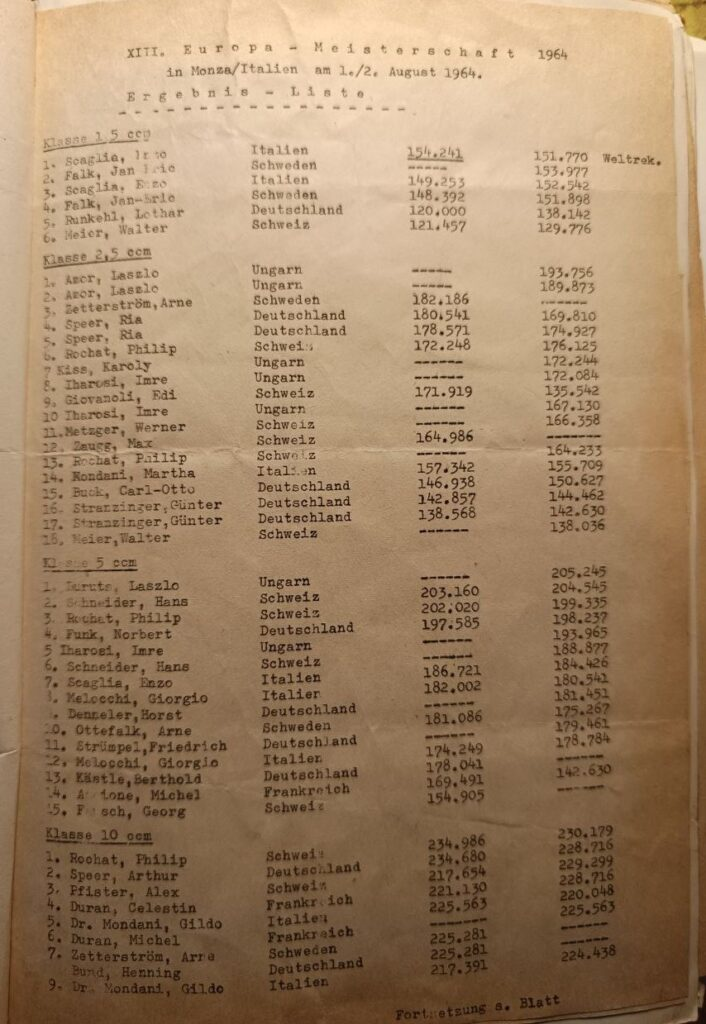 XIII. Europa - Meisterschaft 1964
in Monza/Italien am 1./2. August 1964.
Ergebnis - Liste
- - - - - - - - - - - - - - - - -
Klasse 1,5 ccm
1. Scaglia, Enzo Italien 154.241 151.770 Weltrek.
2. Falk, Jan Eric Schweden ----- 153.977
3. Scaglia, Enzo Italien 149.253 152.542
4. Falk, Jan-Eric Schweden 148.392 151.898
5. Runkehl, Lothar Deutschland 120.000 138.142
6. Meier, Walter Schweiz 121.457 129.776
Klasse 2,5 ccm
1. Azor, Laszlo Ungarn ----- 193.756
2. Azor, Laszlo Ungarn ----- 189.873
3. Zetterström,Arne Schweden 182.186 ------
4. Speer, Ria Deutschland 180.541 169.810
5. Speer, Ria Deutschland 178.571 174.927
6. Rochat, Philip Schweiz 172.248 176.125
7 Kiss, Karoly Ungarn ------ 172.244
8. Iharosi, Imre Ungarn ------ 172.084
9. Giovanoli, Edi Schweiz 171.919 135.542
10 Iharosi, Imre Ungarn ------ 167.130
11.Metzger, Werner Schweiz ------ 166.358
12. Zaugg, Max Schweiz 164.986 -------
13. Rochat, Philip Schweiz ------ 164.233
14. Mondani, Martha Italien 157.342 155.709
15. Buck, Carl-Otto Deutschland 146.938 150.627
16. Stranzinger,Günter Deutschland 142.857 144.462
17. Stranzinger,Günter Deutschland 138.568 142.630
18. Meier,Walter Schweiz ------ 138.036
Klasse 5 ccm
1. Laszlo Ungarn ------ 205.245
2. Schneider, Hans Schweiz 203.160 204.545
3. Rochat, Philip Schweiz 202.020 199.335
4. Funk, Norbert Deutschland 197.585 198.237
5 Iharosi, Imre Ungarn ------ 193.965
6. Schneider, Hans Schweiz ------ 188.877
7. Scaglia, Enzo Italien 186.721 184.426
8. Melocchi, Giorgio Italien 182.002 180.541
9. Denneler,Horst Deutschland ------ 181.451
10. Ottefalk, Arne Schweden 181.086 175.267
11. Strümpel,Friedrich Deutschland ------ 179.461
12. Melocchi, Giorgio Italien 174.249 178.784
13. Kästle,Berthold Deutschland 178.041 ------
14. Michel Frankreich 169.491 142.630
15. Georg Schweiz 154.905 ------
Klasse 10 ccm
1. Rochat, Philip Schweiz 234.986 230.179
2. Speer, Arthur Deutschland 234.680 228.716
3. Pfister, Alex Schweiz 217.654 229.299
4. Duran, Celestin Frankreich 221.130 228.716
5. Dr. Mondani, Gildo Italien 225.563 220.048
6. Duran, Michel Frankreich ------- 225.563
7. Zetterström, Arne Schweden 225.281 ------
Bund, Henning Deutschland 225.281 ------
9. Dr. Mondani, Gildo Italien 217.391 224.438
Fortsetzung s. Blatt